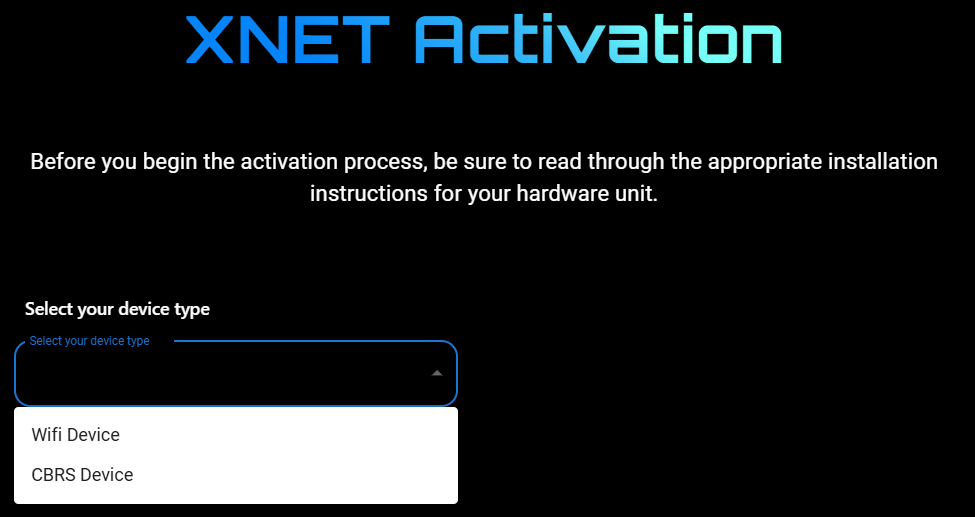 XNET Activation
Before you begin the activation process, be sure to read through the appropriate installation
instructions for your hardware unit.
Select your device type
Select your device type
Wifi Device
CBRS Device